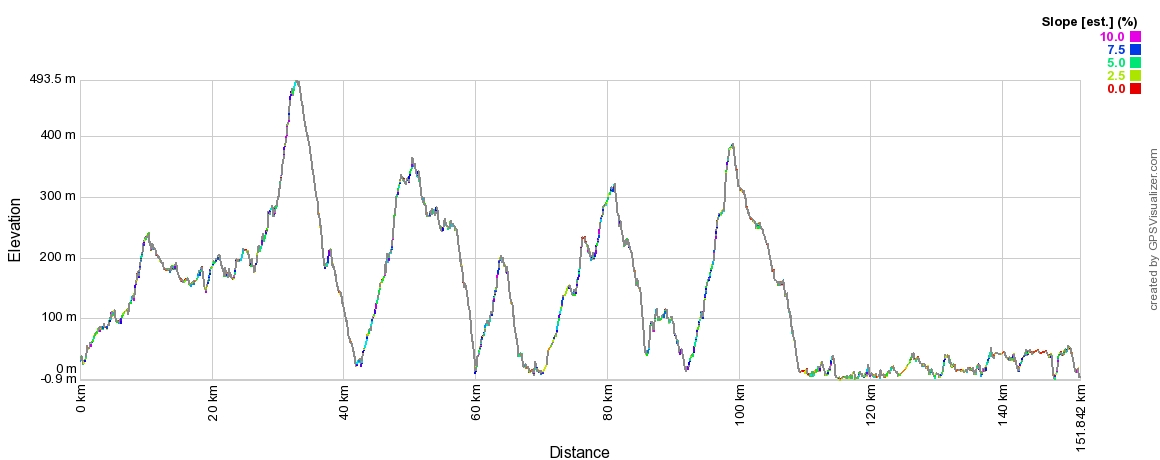 Slope [est.] (%)
10.0
7.5
5.0
2.5
0.0
493.5 m
400 m
300 m
200 m
100 m
0 m
-0.9 m
Elevation
0 km
20 km
40 km
60 km
80 km
100 km
120 km
140 km
151.842 km
Distance
created by GPSVisualizer.com